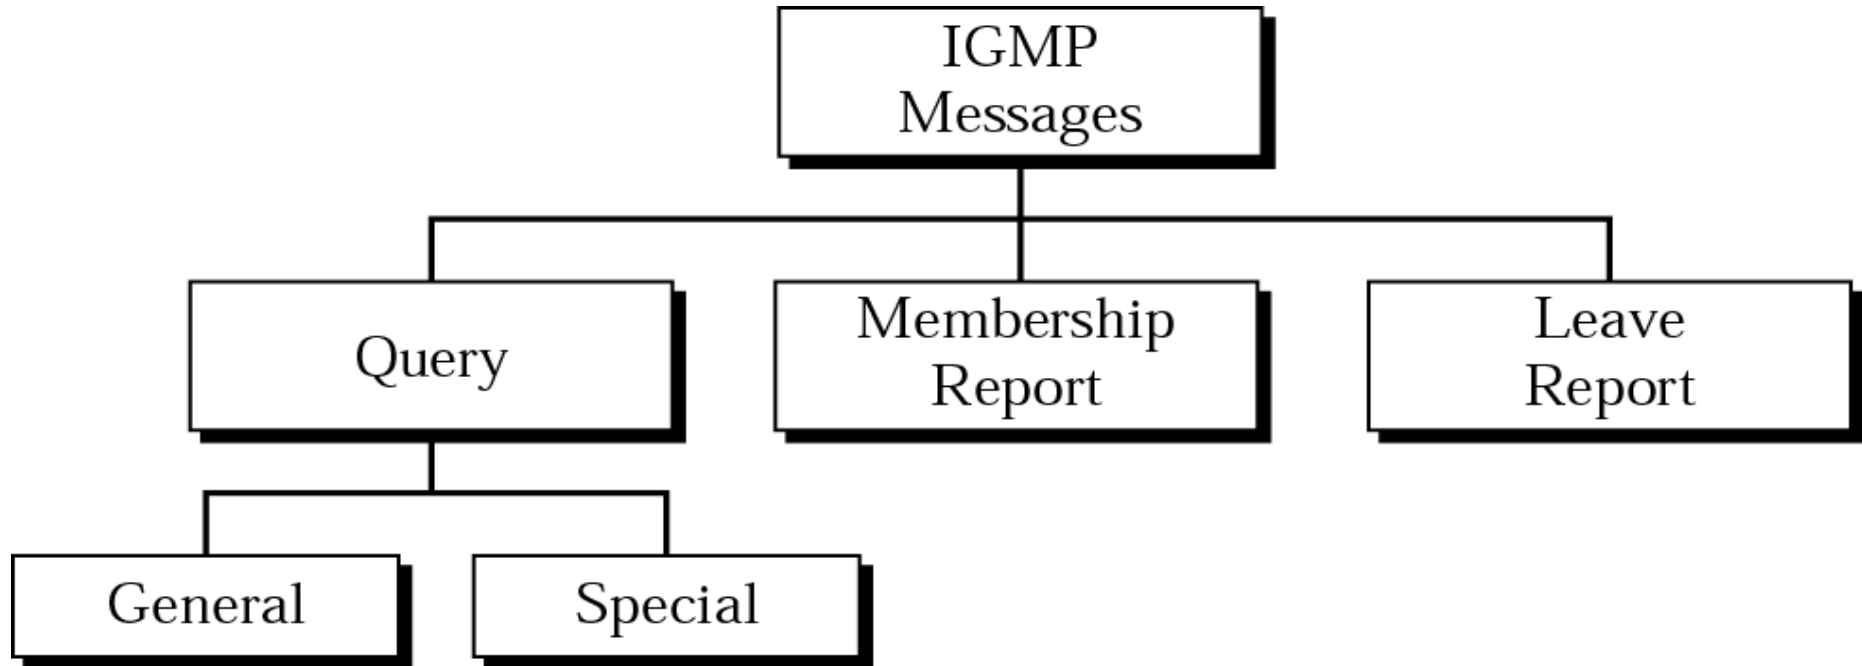 IGMP
Messages
Query
Membership
Report
Leave
Report
General
Special